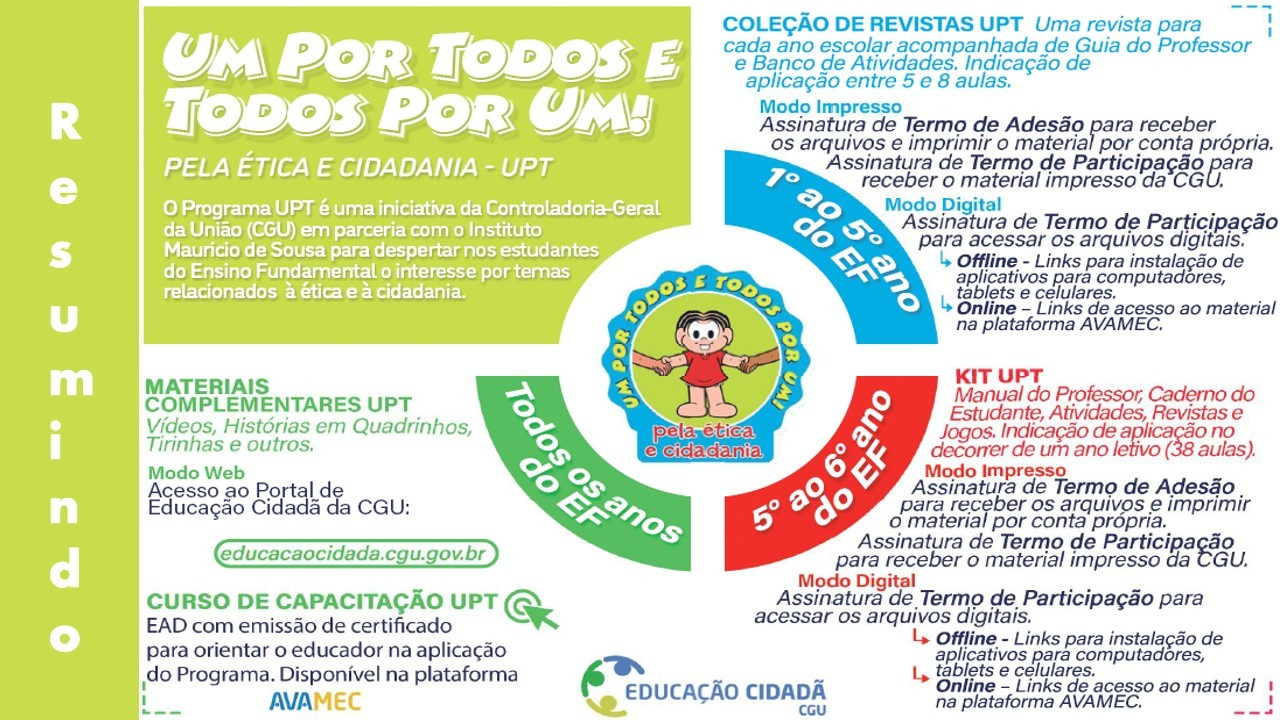 Resumindo
UM POR TODOS E
TODOS POR UM!
PELA ÉTICA E CIDADANIA - UPT
O Programa UPT é uma iniciativa da Controladoria-Geral
da União (CGU) em parceria com o Instituto
Mauricio de Sousa para despertar nos estudantes
do Ensino Fundamental o interesse por temas
relacionados à ética e à cidadania.
COLEÇÃO DE REVISTAS UPT Uma revista para
cada ano escolar acompanhada de Guia do Professor
e Banco de Atividades. Indicação de
aplicação entre 5 e 8 aulas.
Modo Impresso
Assinatura de Termo de Adesão para receber
os arquivos e imprimir o material por conta própria.
Assinatura de Termo de Participação para
receber o material impresso da CGU.
Modo Digital
Assinatura de Termo de Participação
para acessar os arquivos digitais.
Offline - Links para instalação de
aplicativos para computadores,
tablets e celulares.
Online – Links de acesso ao material
na plataforma AVAMEC.
1º ao 5º ano
do EF
UM POR TODOS E TODOS POR UM!
pela ética
e cidadania
MATERIAIS
COMPLEMENTARES UPT
Vídeos, Histórias em Quadrinhos,
Tirinhas e outros.
Modo Web
Acesso ao Portal de
Educação Cidadã da CGU:
educacaocidada.cgu.gov.br
Todos os anos
do EF
5º ao 6º ano
do EF
KIT UPT
Manual do Professor, Caderno do
Estudante, Atividades, Revistas e
Jogos. Indicação de aplicação no
decorrer de um ano letivo (38 aulas).
Modo Impresso
Assinatura de Termo de Adesão
para receber os arquivos e imprimir
o material por conta própria.
Assinatura de Termo de Participação
para receber o material impresso da CGU.
Modo Digital
Assinatura de Termo de Participação para
acessar os arquivos digitais.
Offline - Links para instalação de
aplicativos para computadores,
tablets e celulares.
Online – Links de acesso ao material
na plataforma AVAMEC.
CURSO DE CAPACITAÇÃO UPT
EAD com emissão de certificado
para orientar o educador na aplicação
do Programa. Disponível na plataforma
AVAMEC
EDUCAÇÃO CIDADÃ
CGU